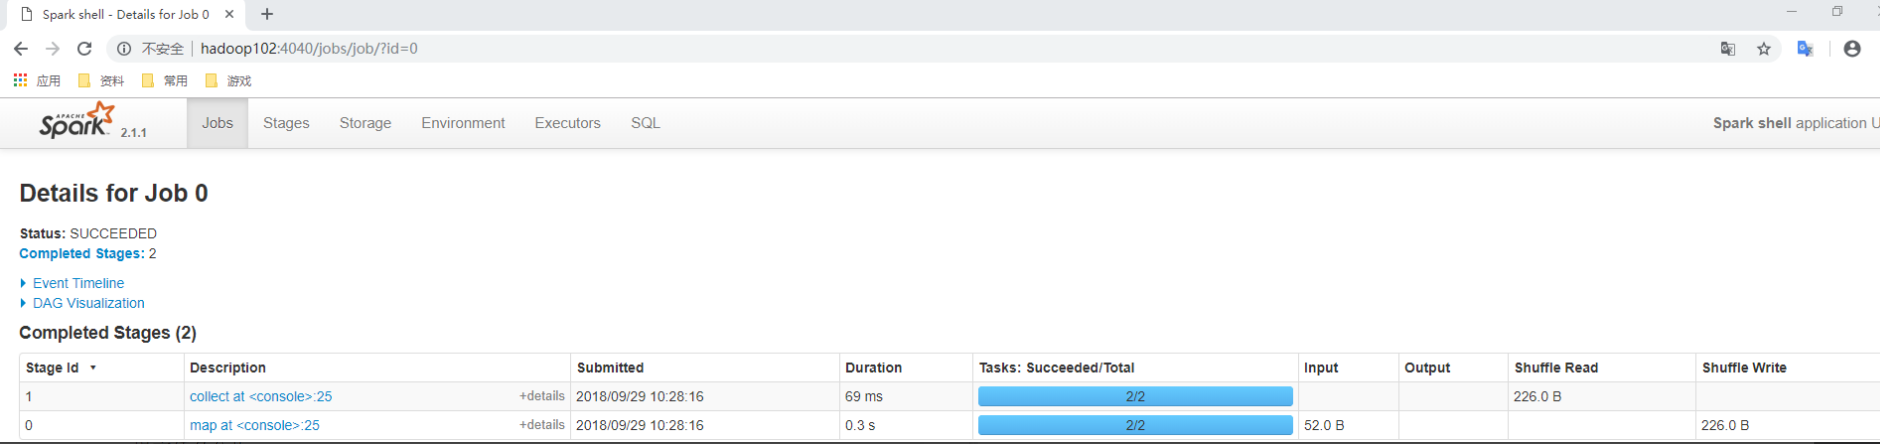 Spark shell - Details for Job 0
不安全 hadoop102:4040/jobs/job/?id=0
应用 资料 常用 游戏
APACHE Spark 2.1.1 Jobs Stages Storage Environment Executors SQL Spark shell application U
Details for Job 0
Status: SUCCEEDED
Completed Stages: 2
Event Timeline
DAG Visualization
Completed Stages (2)
Stage Id Description Submitted Duration Tasks: Succeeded/Total Input Output Shuffle Read Shuffle Write
1 collect at <console>:25 +details 2018/09/29 10:28:16 69 ms 2/2 226.0 B
0 map at <console>:25 +details 2018/09/29 10:28:16 0.3 s 2/2 52.0 B 226.0 B